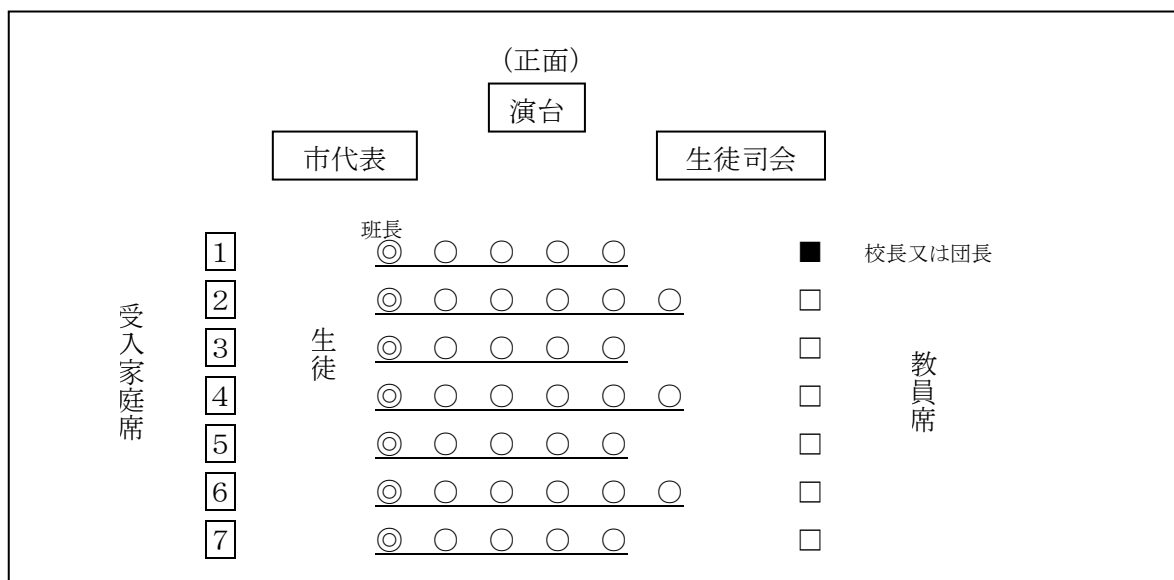 (正面)
演台
市代表
生徒司会
班長
1 ◎ ○ ○ ○ ○ ■ 校長又は団長
2 ◎ ○ ○ ○ ○ ○ □
3 ◎ ○ ○ ○ ○ □
4 ◎ ○ ○ ○ ○ ○ □
5 ◎ ○ ○ ○ ○ □
6 ◎ ○ ○ ○ ○ ○ □
7 ◎ ○ ○ ○ ○ □
受入家庭席
生徒
教員席